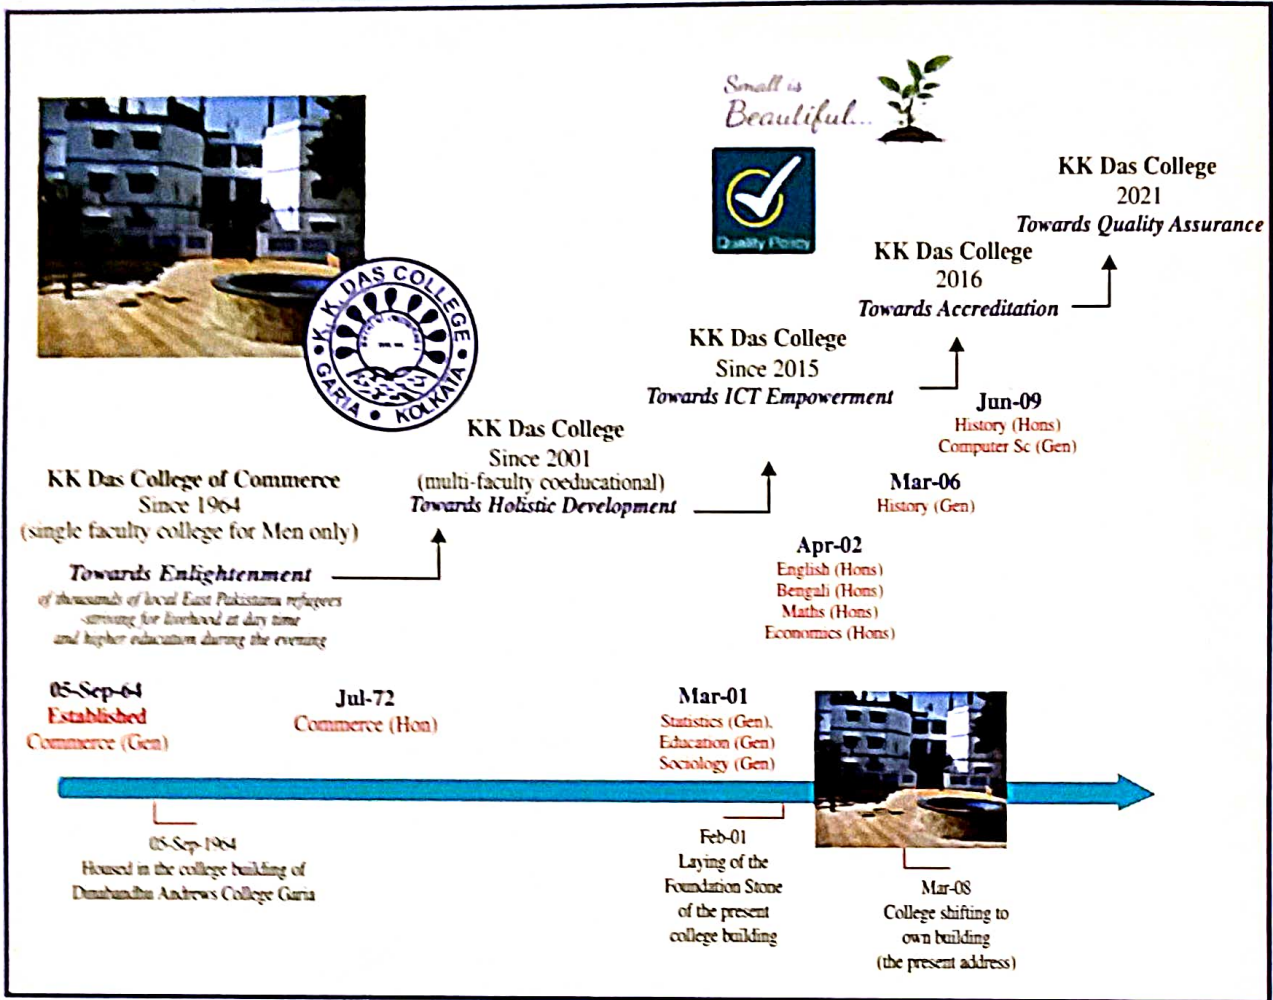 Small is
Beautiful...
Quality Policy
K. K. DAS COLLEGE
GARIA • KOLKATA
KK Das College
2021
Towards Quality Assurance
KK Das College
2016
Towards Accreditation
KK Das College
Since 2015
Towards ICT Empowerment
KK Das College
Since 2001
(multi-faculty coeducational)
Towards Holistic Development
KK Das College of Commerce
Since 1964
(single faculty college for Men only)
Towards Enlightenment
of thousands of local East Pakistani refugees
striving for livelihood at day time
and higher education during the evening
Jun-09
History (Hons)
Computer Sc (Gen)
Mar-06
History (Gen)
Apr-02
English (Hons)
Bengali (Hons)
Maths (Hons)
Economics (Hons)
05-Sep-64
Established
Commerce (Gen)
Jul-72
Commerce (Hon)
Mar-01
Statistics (Gen),
Education (Gen)
Sociology (Gen)
05-Sep-1964
Housed in the college building of
Dinabandhu Andrews College Garia
Feb-01
Laying of the
Foundation Stone
of the present
college building
Mar-08
College shifting to
own building
(the present address)